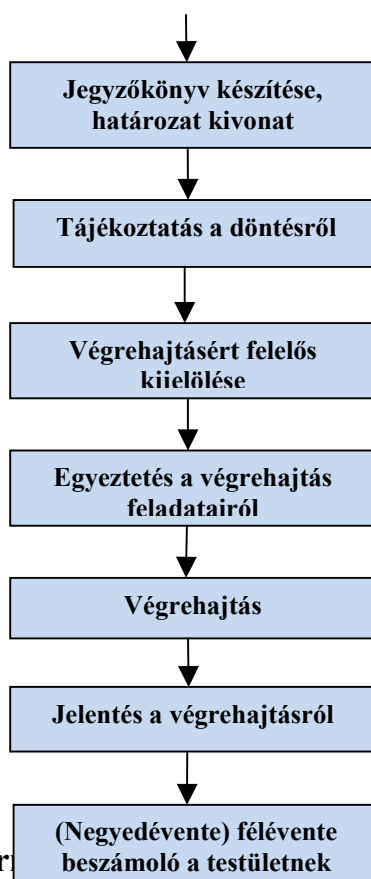 Jegyzőkönyv készítése,
határozat kivonat
Tájékoztatás a döntésről
Végrehajtásért felelős
kijelölése
Egyeztetés a végrehajtás
feladatairól
Végrehajtás
Jelentés a végrehajtásról
(Negyedévente) félévente
beszámoló a testületnek